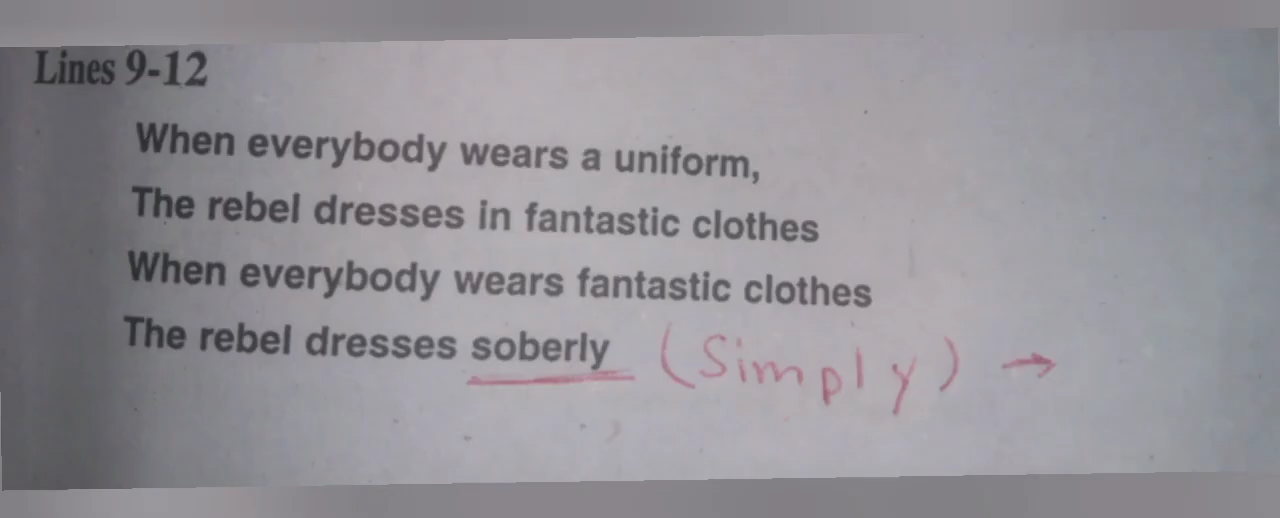 Lines 9-12
When everybody wears a uniform,
The rebel dresses in fantastic clothes
When everybody wears fantastic clothes
The rebel dresses soberly (Simply) →